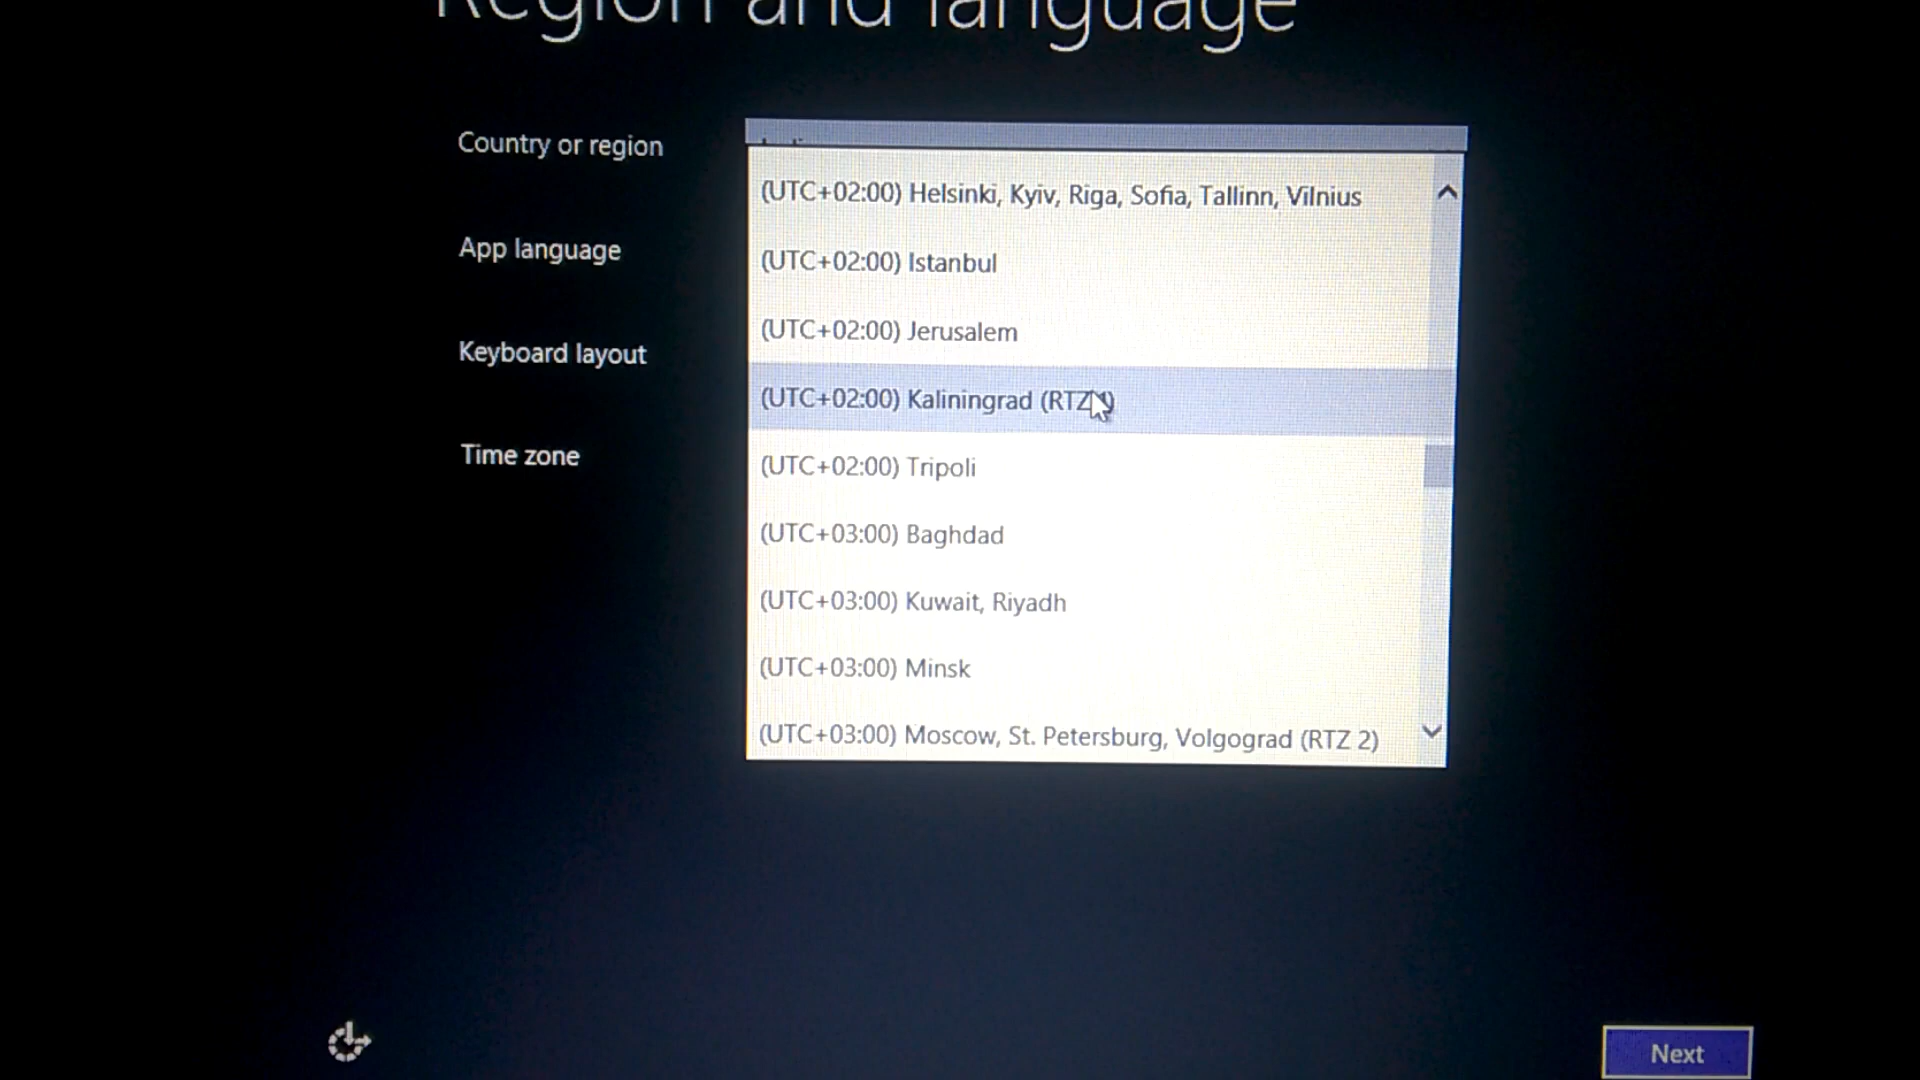 Region and language
Country or region
(UTC+02:00) Helsinki, Kyiv, Riga, Sofia, Tallinn, Vilnius
App language
(UTC+02:00) Istanbul
(UTC+02:00) Jerusalem
Keyboard layout
(UTC+02:00) Kaliningrad (RTZ
Time zone
(UTC+02:00) Tripoli
(UTC+03:00) Baghdad
(UTC+03:00) Kuwait, Riyadh
(UTC+03:00) Minsk
(UTC+03:00) Moscow, St. Petersburg, Volgograd (RTZ 2)
Next